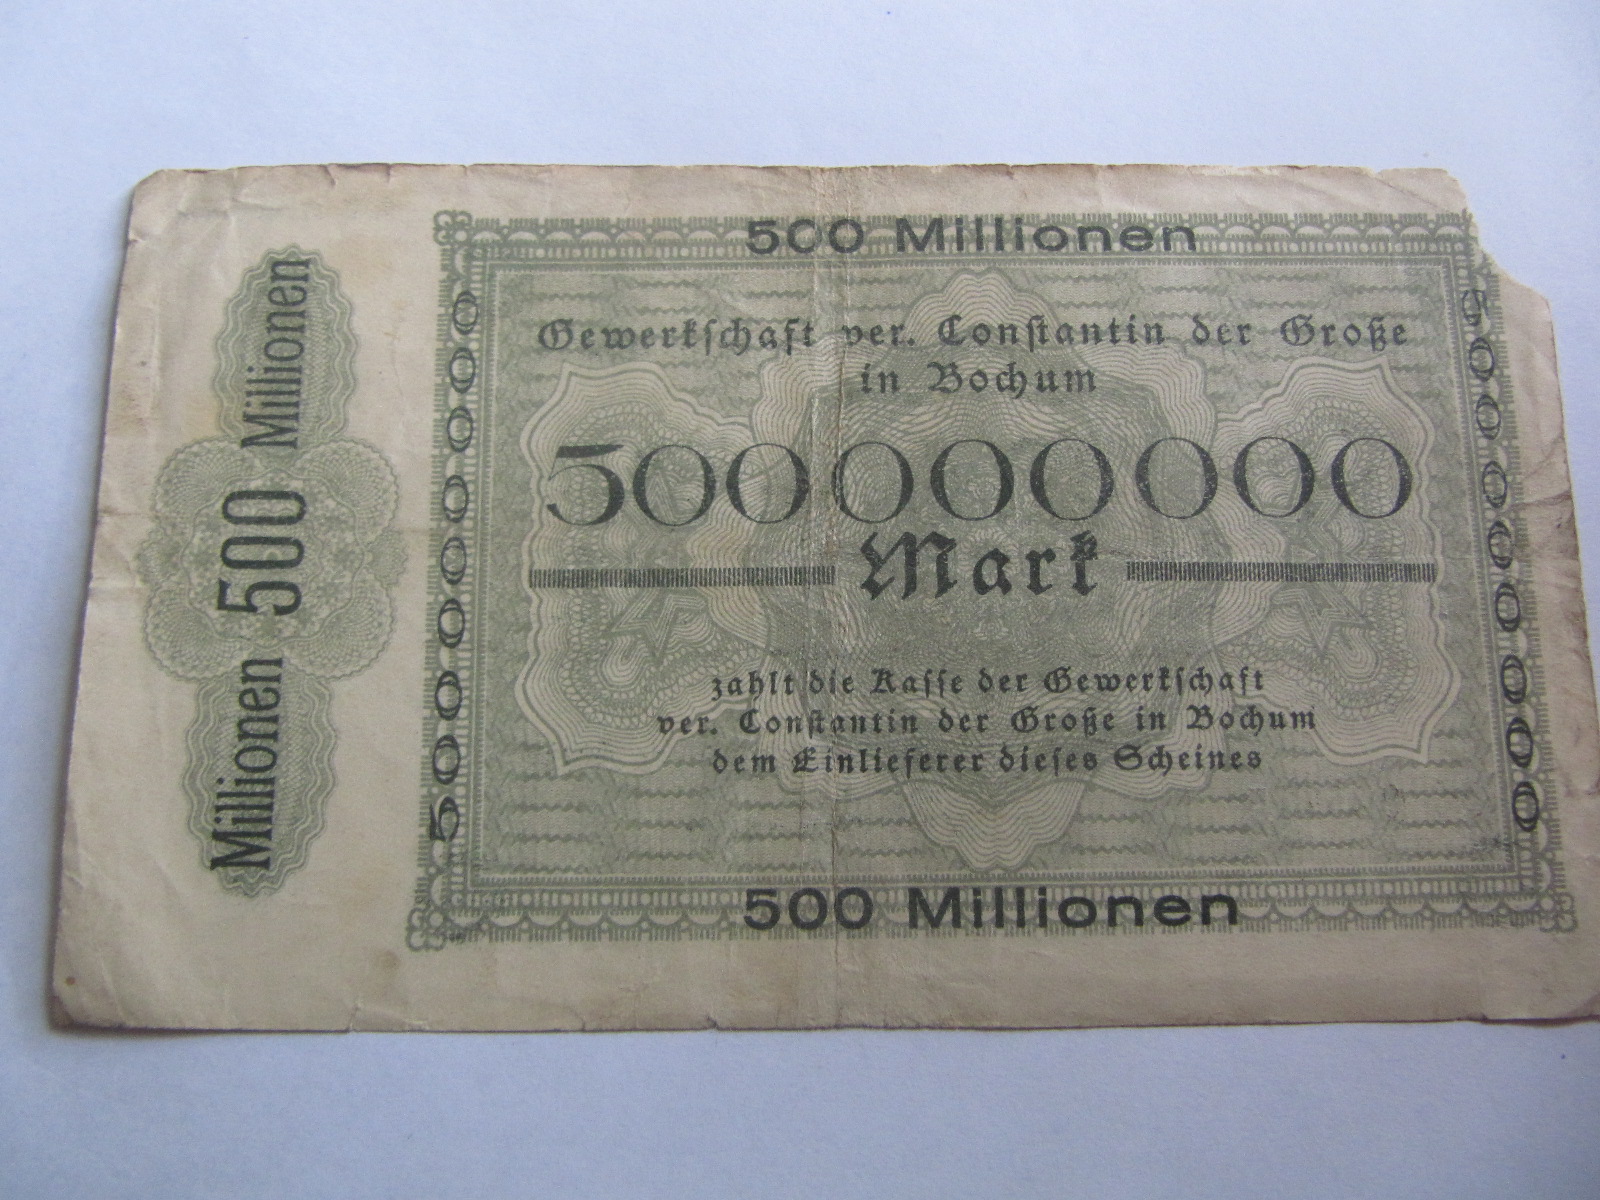 500 Millionen
Millionen 500 Millionen
500000000
500000000
Gewerkschaft ver. Constantin der Große
in Bochum
500000000
Mark
zahlt die Kasse der Gewerkschaft
ver. Constantin der Große in Bochum
dem Einlieferer dieses Scheines
500 Millionen